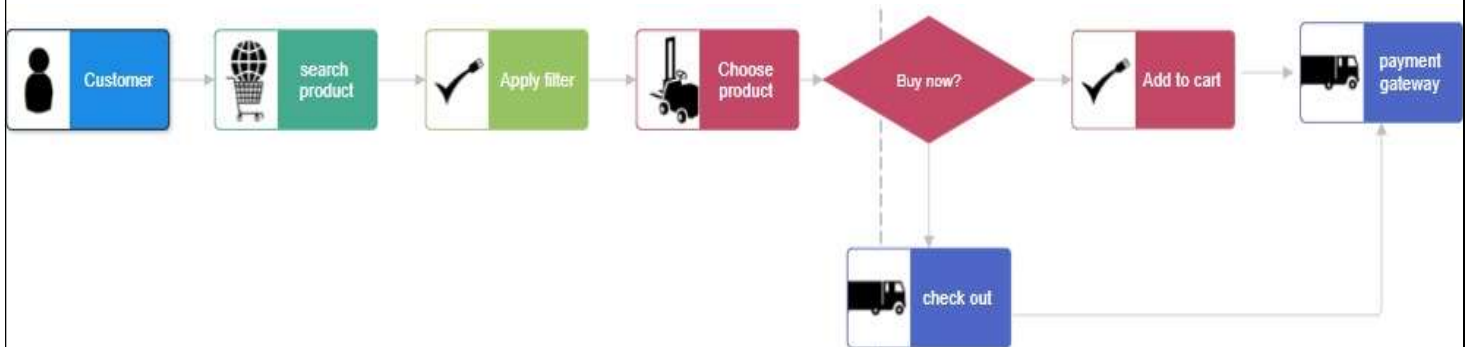 Customer
search
product
Apply filter
Choose
product
Buy now?
Add to cart
payment
gateway
check out